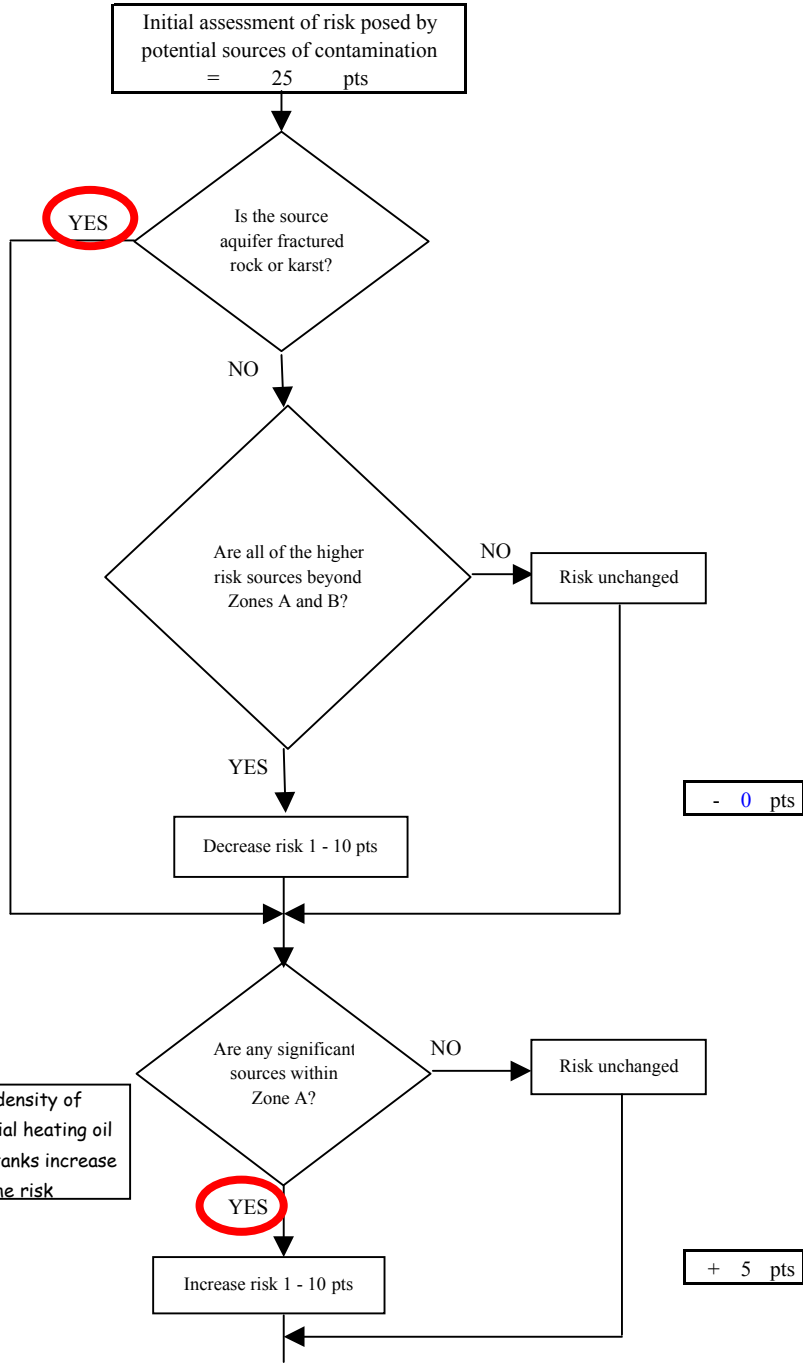 Initial assessment of risk posed by
potential sources of contamination
= 25 pts
YES
Is the source
aquifer fractured
rock or karst?
NO
Are all of the higher
risk sources beyond
Zones A and B?
NO
Risk unchanged
YES
- 0 pts
Decrease risk 1 - 10 pts
Are any significant
sources within
Zone A?
NO
Risk unchanged
density of
heating oil
tanks increase
risk
YES
Increase risk 1 - 10 pts
+ 5 pts